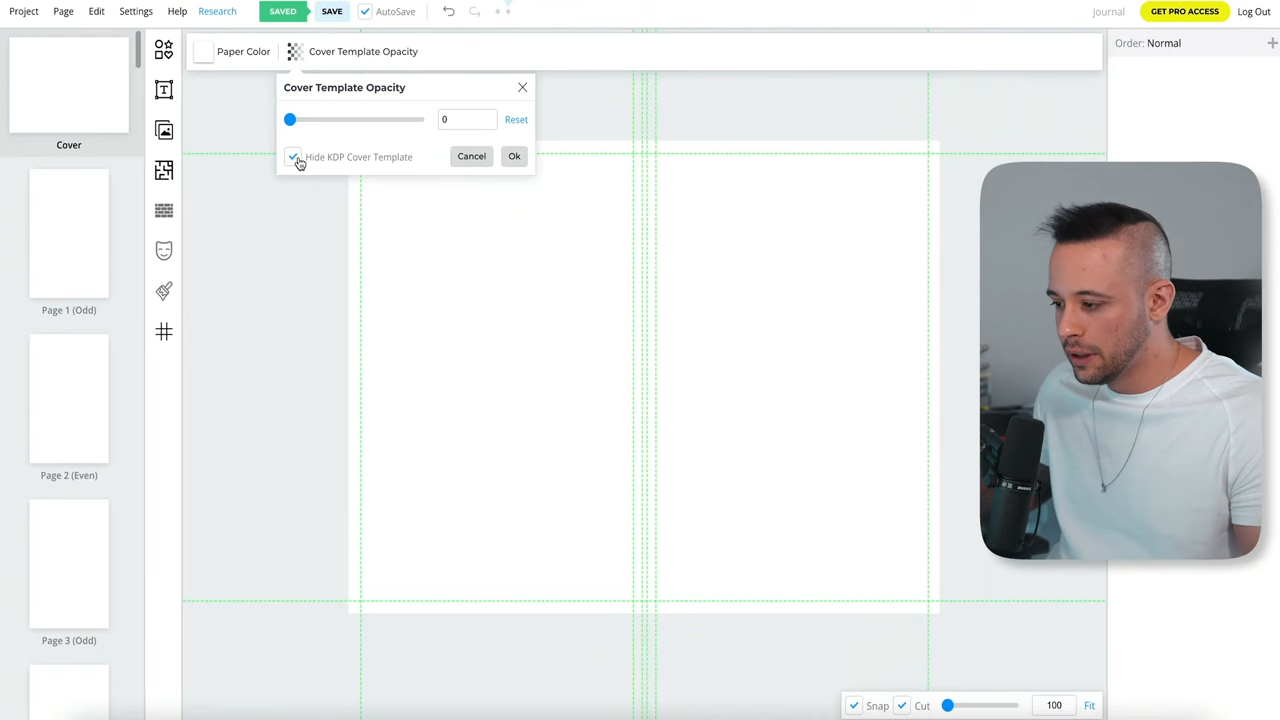 Project Page Edit Settings Help Research SAVED SAVE AutoSave journal GET PRO ACCESS Log Out
Paper Color Cover Template Opacity
Order: Normal
Cover Template Opacity
0 Reset
Hide KDP Cover Template Cancel Ok
Cover
Page 1 (Odd)
Page 2 (Even)
Page 3 (Odd)
Snap Cut 100 Fit